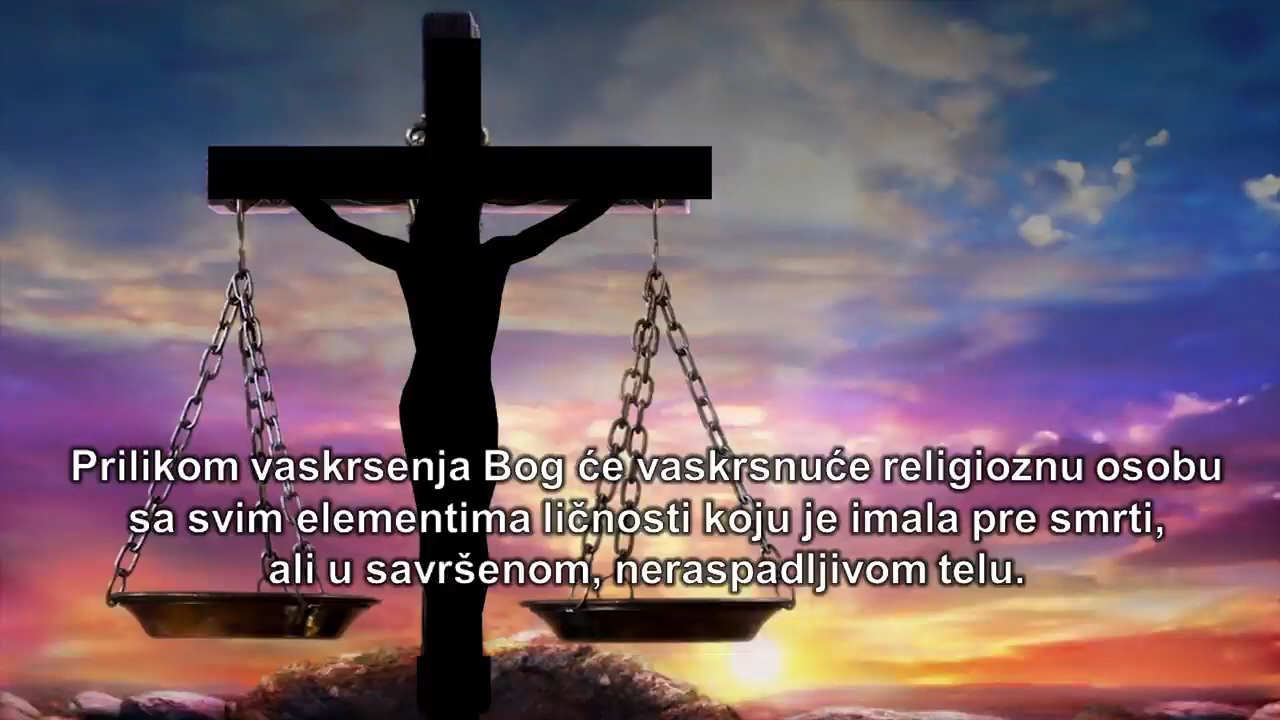 Prilikom vaskrsenja Bog će vaskrsnuće religioznu osobu
sa svim elementima ličnosti koju je imala pre smrti,
ali u savršenom, neraspadljivom telu.